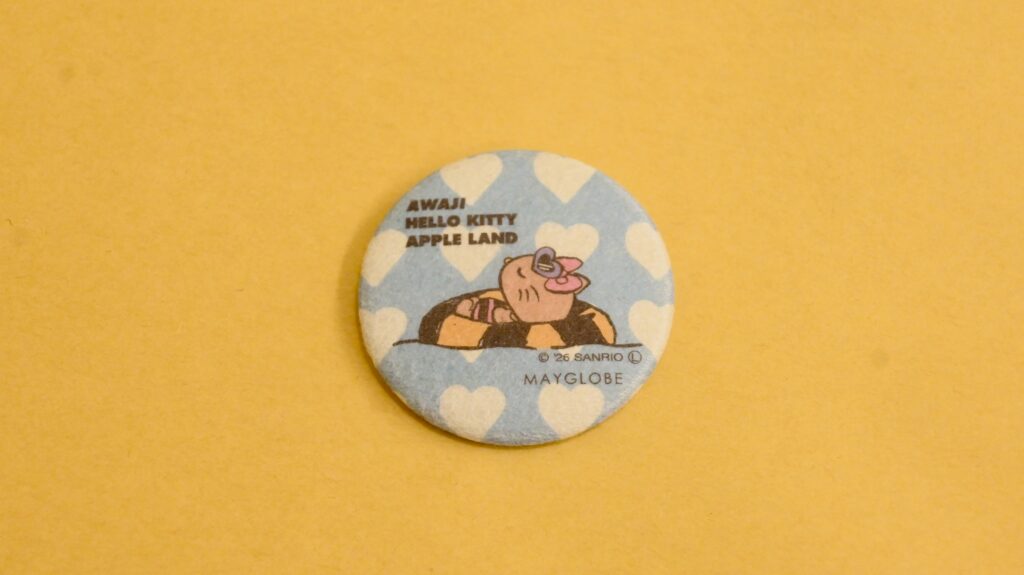 AWAJI
HELLO KITTY
APPLE LAND
© '26 SANRIO Ⓛ
MAYGLOBE